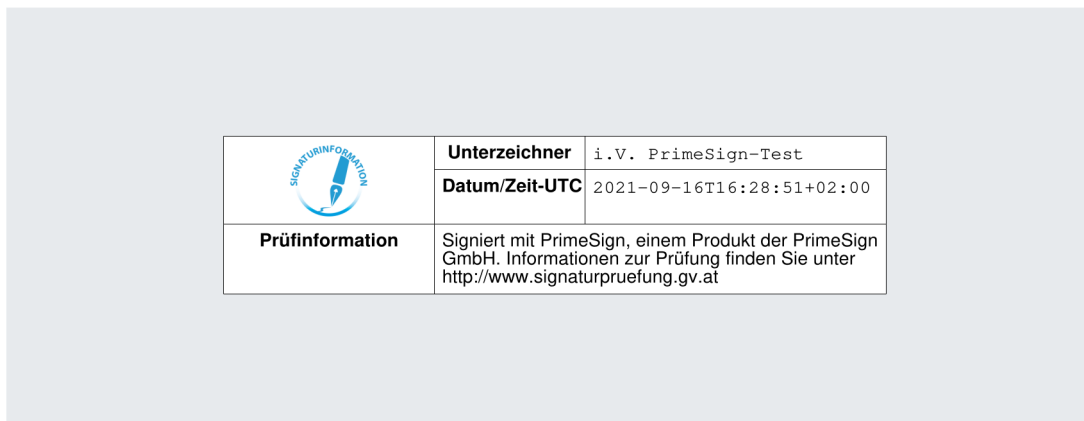 SIGNATURINFORMATION
Unterzeichner i.V. PrimeSign-Test
Datum/Zeit-UTC 2021-09-16T16:28:51+02:00
Prüfinformation
Signiert mit PrimeSign, einem Produkt der PrimeSign
GmbH. Informationen zur Prüfung finden Sie unter
http://www.signaturpruefung.gv.at